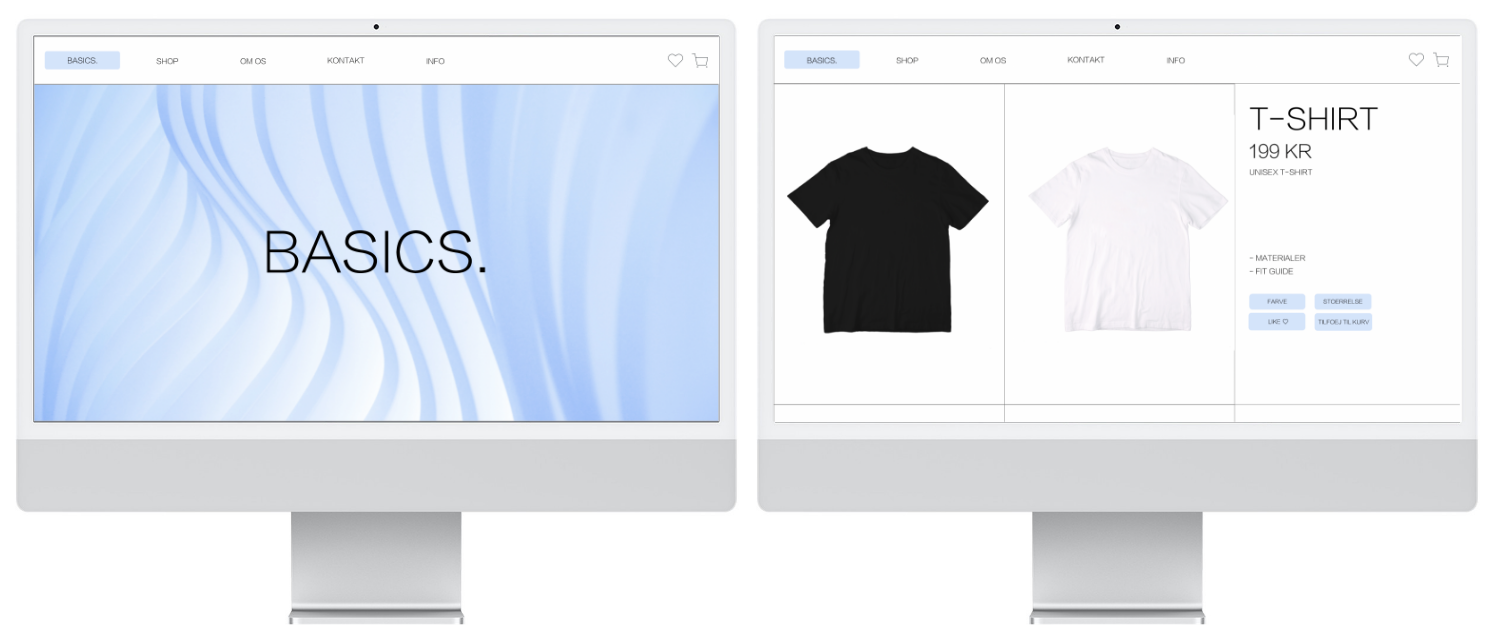 BASICS. SHOP OM OS KONTAKT INFO
BASICS.
BASICS. SHOP OM OS KONTAKT INFO
T-SHIRT
199 KR
UNISEX T-SHIRT
- MATERIALER
- FIT GUIDE
FARVE STOERRELSE
LIKE ♡ TILFOEJ TIL KURV